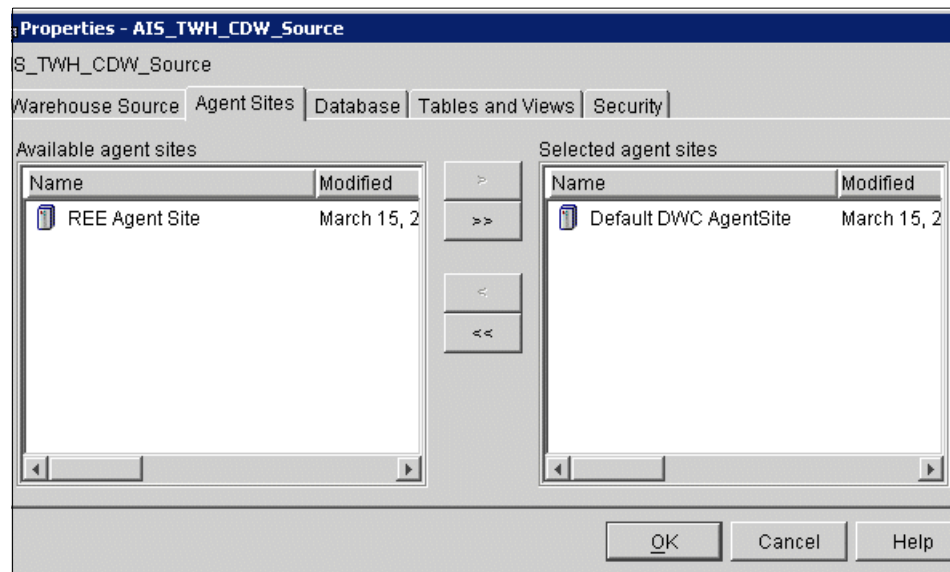 Properties - AIS_TWH_CDW_Source
S_TWH_CDW_Source
Warehouse Source Agent Sites Database Tables and Views Security
Available agent sites
Name Modified
REE Agent Site March 15, 2
>
>>
<
<<
Selected agent sites
Name Modified
Default DWC AgentSite March 15, 2
OK Cancel Help